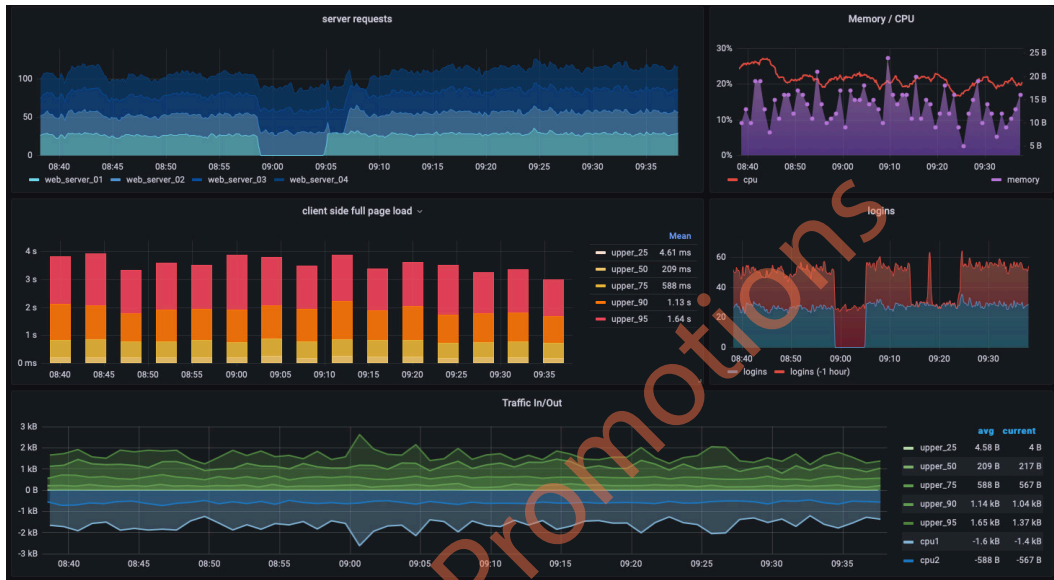 server requests
100
50
0
08:40 08:45 08:50 08:55 09:00 09:05 09:10 09:15 09:20 09:25 09:30 09:35
web_server_01 web_server_02 web_server_03 web_server_04
Memory / CPU
30%
20%
10%
0%
25 B
20 B
15 B
10 B
5 B
08:40 08:50 09:00 09:10 09:20 09:30
cpu memory
client side full page load
4 s
3 s
2 s
1 s
0 ms
08:40 08:45 08:50 08:55 09:00 09:05 09:10 09:15 09:20 09:25 09:30 09:35
Mean
upper_25 4.61 ms
upper_50 209 ms
upper_75 588 ms
upper_90 1.13 s
upper_95 1.64 s
logins
60
40
20
0
08:40 08:50 09:00 09:10 09:20 09:30
logins logins (-1 hour)
Traffic In/Out
3 kB
2 kB
1 kB
0 B
-1 kB
-2 kB
-3 kB
08:40 08:45 08:50 08:55 09:00 09:05 09:10 09:15 09:20 09:25 09:30 09:35
avg current
upper_25 4.58 B 4 B
upper_50 209 B 217 B
upper_75 588 B 567 B
upper_90 1.14 kB 1.04 kB
upper_95 1.65 kB 1.37 kB
cpu1 -1.6 kB -1.4 kB
cpu2 -588 B -567 B
Promotions